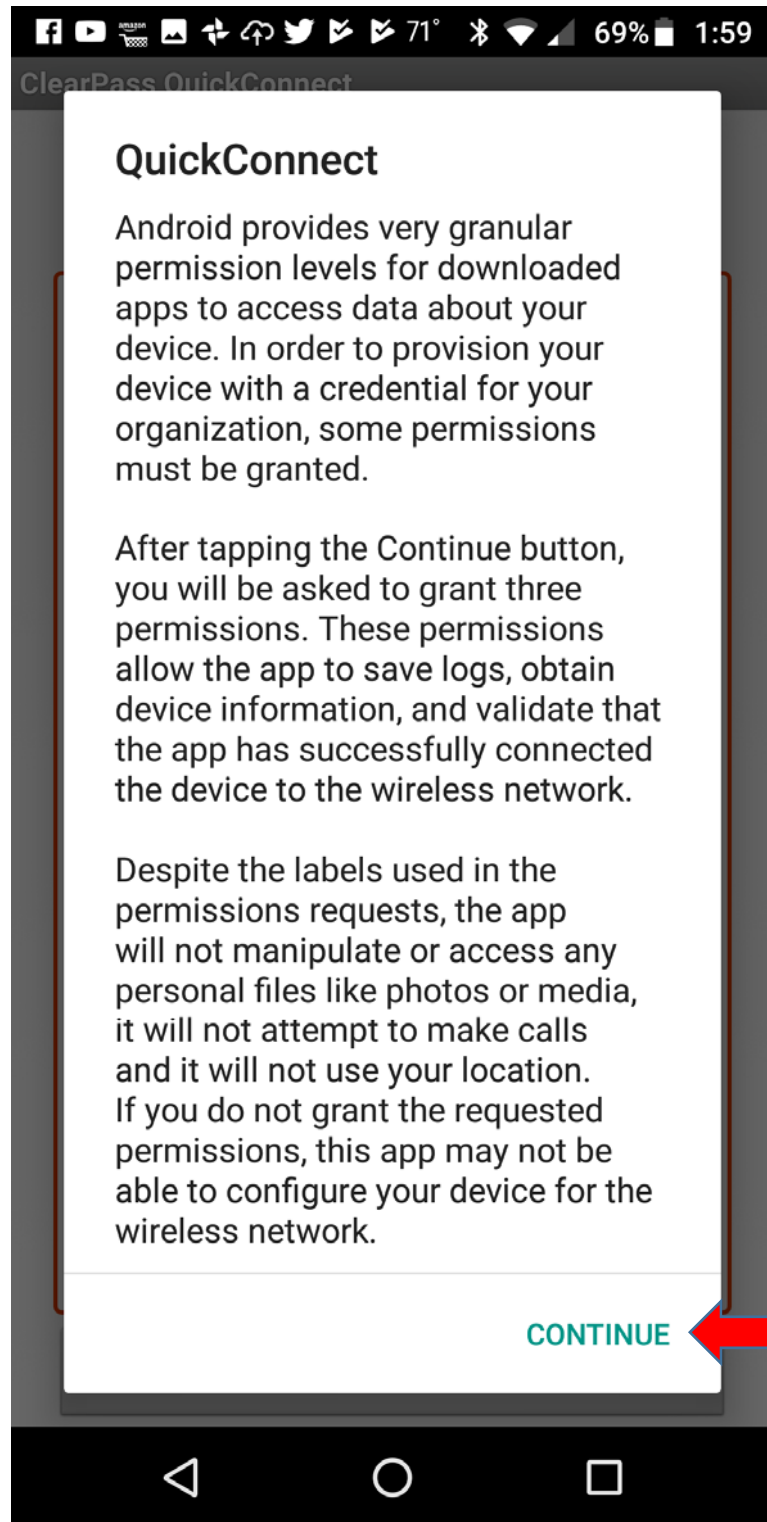 amazon
71° 69% 1:59
ClearPass QuickConnect
QuickConnect
Android provides very granular
permission levels for downloaded
apps to access data about your
device. In order to provision your
device with a credential for your
organization, some permissions
must be granted.
After tapping the Continue button,
you will be asked to grant three
permissions. These permissions
allow the app to save logs, obtain
device information, and validate that
the app has successfully connected
the device to the wireless network.
Despite the labels used in the
permissions requests, the app
will not manipulate or access any
personal files like photos or media,
it will not attempt to make calls
and it will not use your location.
If you do not grant the requested
permissions, this app may not be
able to configure your device for the
wireless network.
CONTINUE